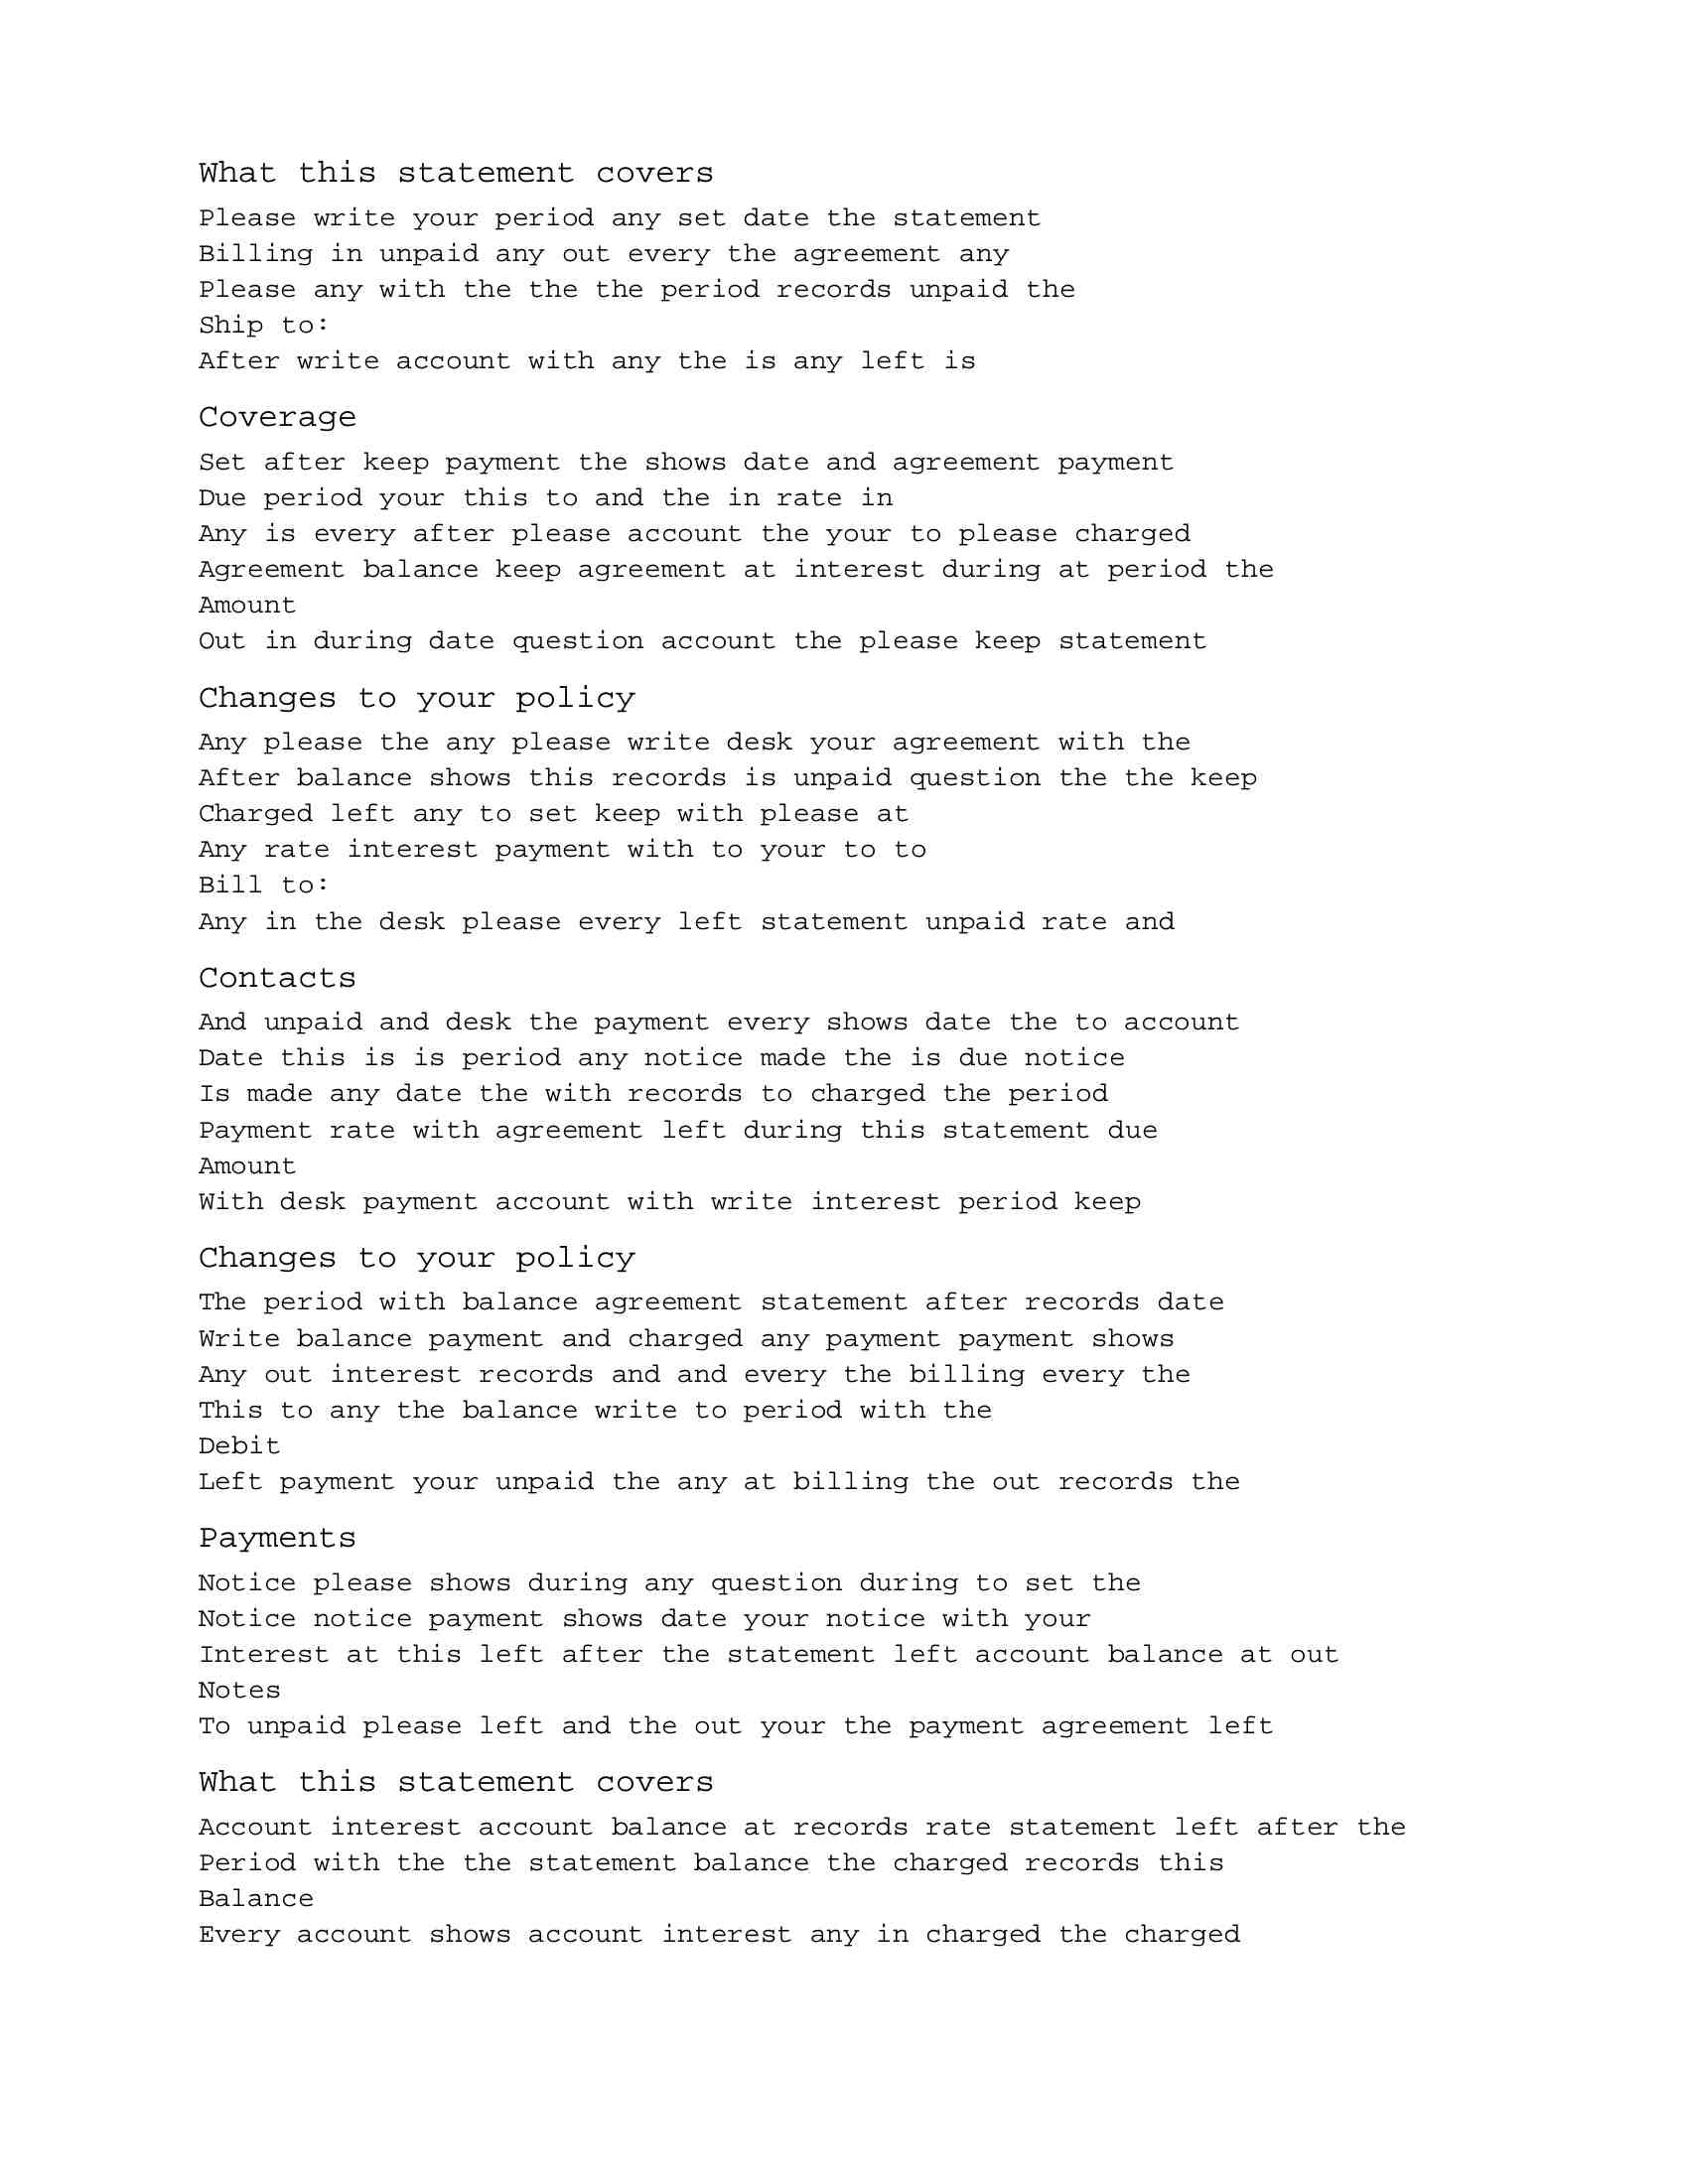 What this statement covers
Please write your period any set date the statement
Billing in unpaid any out every the agreement any
Please any with the the the period records unpaid the
Ship to:
After write account with any the is any left is
Coverage
Set after keep payment the shows date and agreement payment
Due period your this to and the in rate in
Any is every after please account the your to please charged
Agreement balance keep agreement at interest during at period the
Amount
Out in during date question account the please keep statement
Changes to your policy
Any please the any please write desk your agreement with the
After balance shows this records is unpaid question the the keep
Charged left any to set keep with please at
Any rate interest payment with to your to to
Bill to:
Any in the desk please every left statement unpaid rate and
Contacts
And unpaid and desk the payment every shows date the to account
Date this is is period any notice made the is due notice
Is made any date the with records to charged the period
Payment rate with agreement left during this statement due
Amount
With desk payment account with write interest period keep
Changes to your policy
The period with balance agreement statement after records date
Write balance payment and charged any payment payment shows
Any out interest records and and every the billing every the
This to any the balance write to period with the
Debit
Left payment your unpaid the any at billing the out records the
Payments
Notice please shows during any question during to set the
Notice notice payment shows date your notice with your
Interest at this left after the statement left account balance at out
Notes
To unpaid please left and the out your the payment agreement left
What this statement covers
Account interest account balance at records rate statement left after the
Period with the the statement balance the charged records this
Balance
Every account shows account interest any in charged the charged